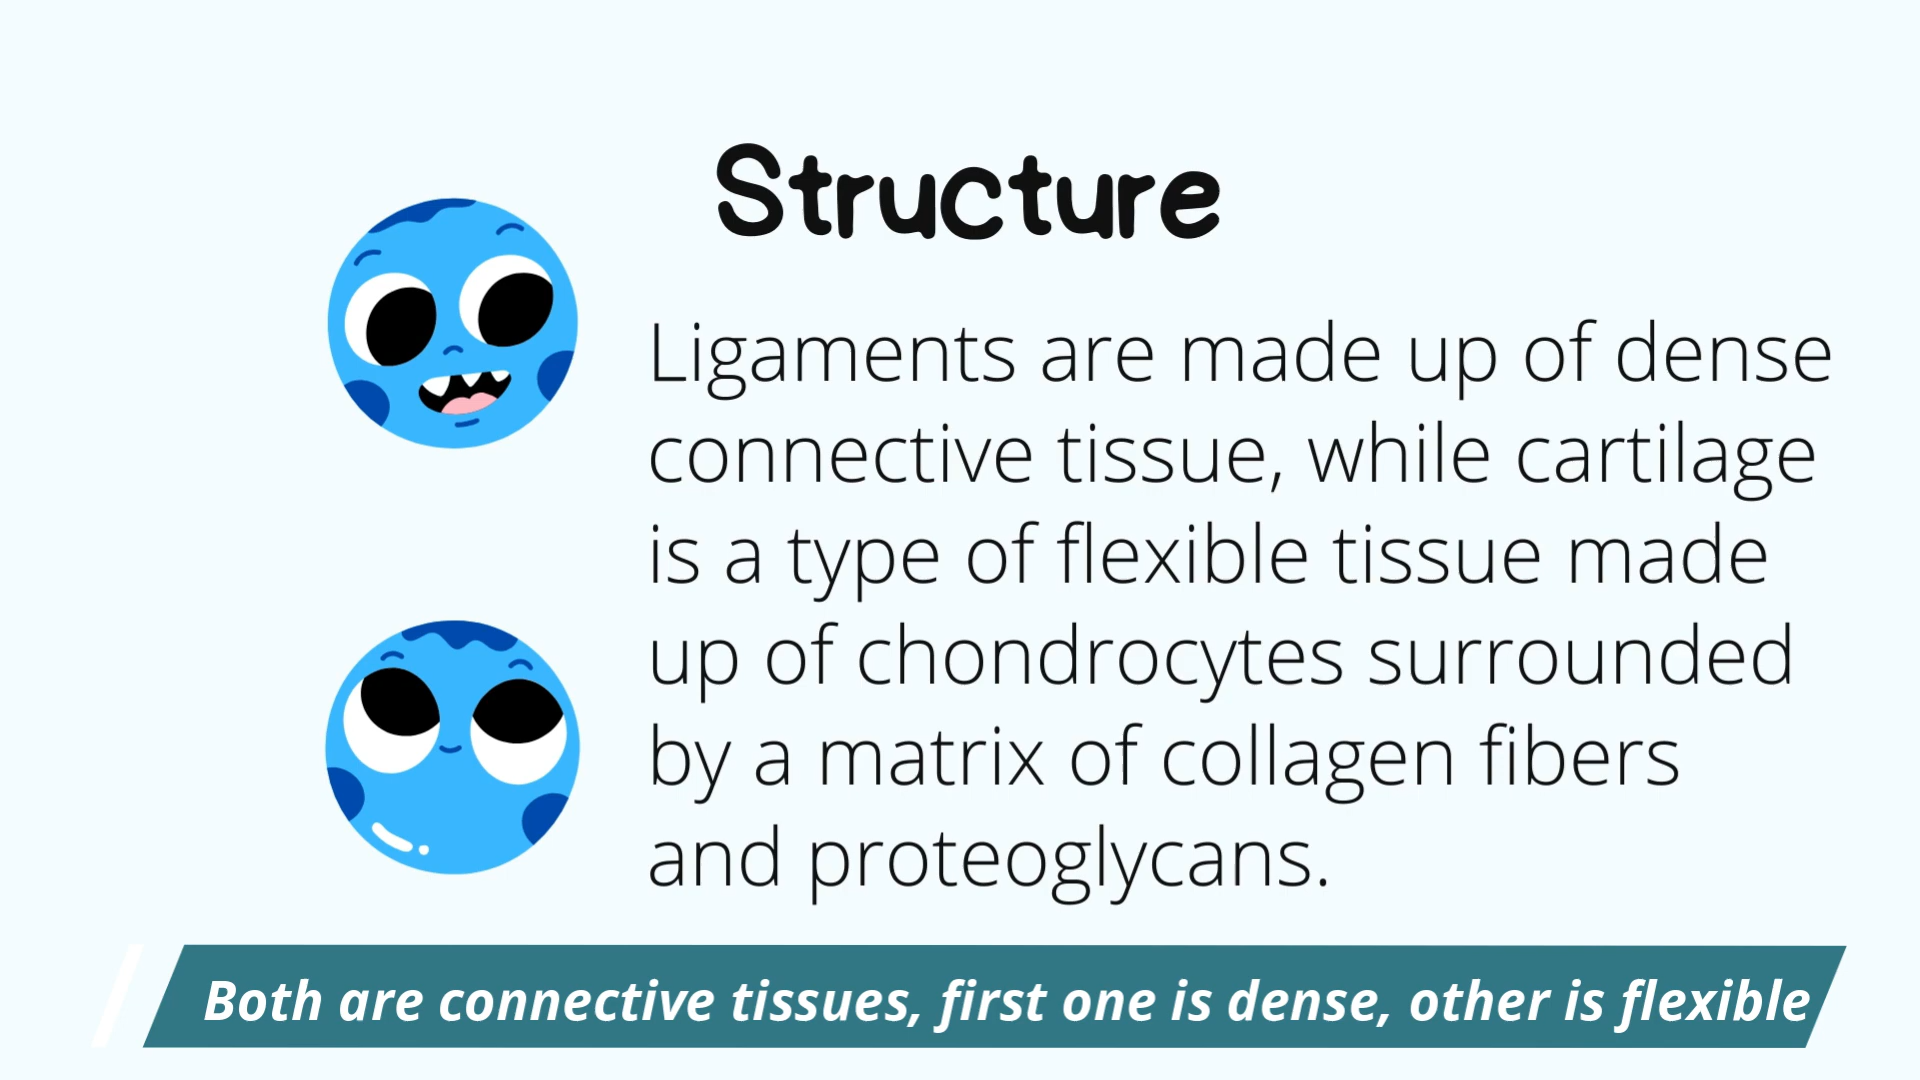 Structure
Ligaments are made up of dense
connective tissue, while cartilage
is a type of flexible tissue made
up of chondrocytes surrounded
by a matrix of collagen fibers
and proteoglycans.
Both are connective tissues, first one is dense, other is flexible